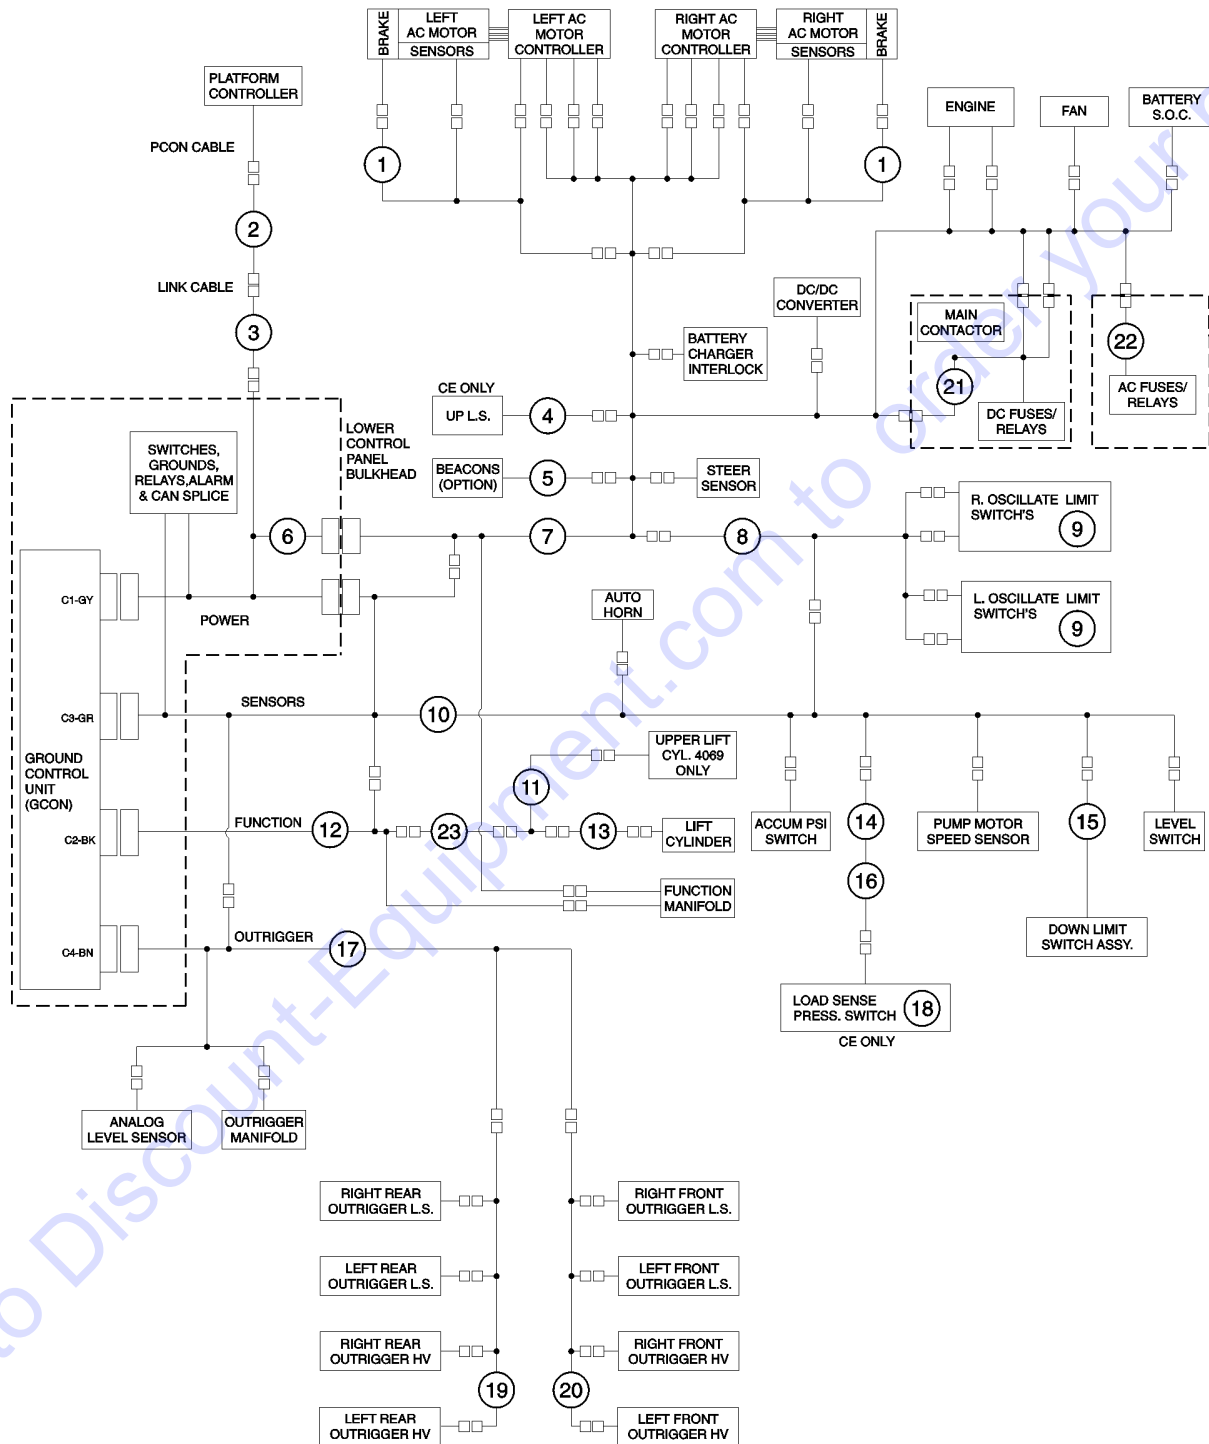 BRAKE
LEFT
AC MOTOR
SENSORS
LEFT AC
MOTOR
CONTROLLER
RIGHT AC
MOTOR
CONTROLLER
RIGHT
AC MOTOR
SENSORS
BRAKE
PLATFORM
CONTROLLER
ENGINE
FAN
BATTERY
S.O.C.
PCON CABLE
1
1
2
LINK CABLE
3
DC/DC
CONVERTER
MAIN
CONTACTOR
22
BATTERY
CHARGER
INTERLOCK
21
AC FUSES/
RELAYS
CE ONLY
UP L.S.
4
DC FUSES/
RELAYS
LOWER
CONTROL
PANEL
BULKHEAD
SWITCHES,
GROUNDS,
RELAYS,ALARM
& CAN SPLICE
BEACONS
(OPTION)
5
STEER
SENSOR
6
7
8
R. OSCILLATE LIMIT
SWITCH'S
9
C1-GY
POWER
AUTO
HORN
L. OSCILLATE LIMIT
SWITCH'S
9
SENSORS
C3-GR
10
GROUND
CONTROL
UNIT
(GCON)
UPPER LIFT
CYL. 4069
ONLY
11
FUNCTION
C2-BK
12
23
13
LIFT
CYLINDER
ACCUM PSI
SWITCH
14
PUMP MOTOR
SPEED SENSOR
15
LEVEL
SWITCH
16
FUNCTION
MANIFOLD
OUTRIGGER
C4-BN
17
DOWN LIMIT
SWITCH ASSY.
LOAD SENSE
PRESS. SWITCH
18
CE ONLY
ANALOG
LEVEL SENSOR
OUTRIGGER
MANIFOLD
RIGHT REAR
OUTRIGGER L.S.
RIGHT FRONT
OUTRIGGER L.S.
LEFT REAR
OUTRIGGER L.S.
LEFT FRONT
OUTRIGGER L.S.
RIGHT REAR
OUTRIGGER HV
RIGHT FRONT
OUTRIGGER HV
19
20
LEFT REAR
OUTRIGGER HV
LEFT FRONT
OUTRIGGER HV
to Discount-Equipment.com to order your